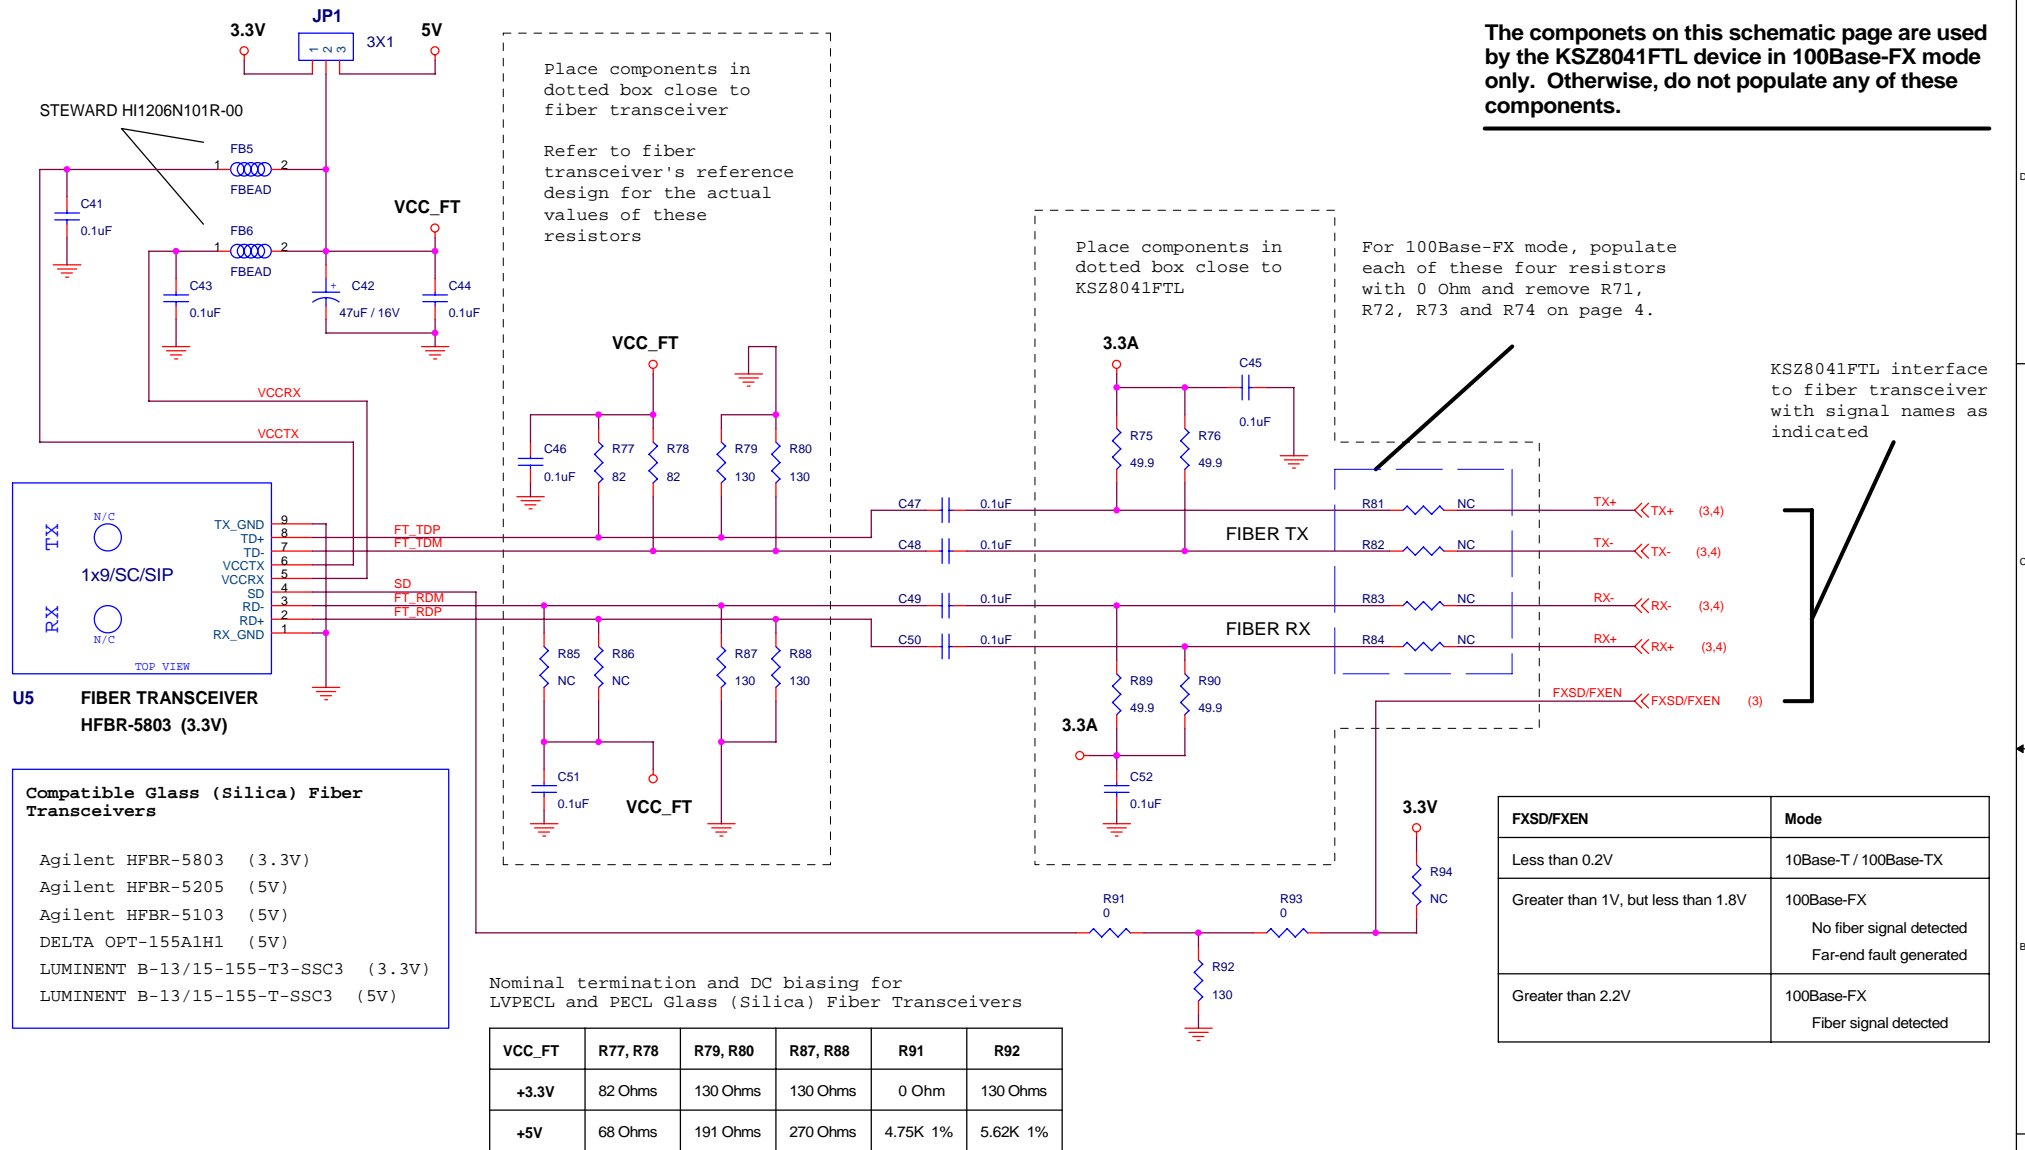 JP1
3.3V
5V
3X1
1 2 3
STEWARD HI1206N101R-00
FB5
1
2
FBEAD
C41
0.1uF
VCC_FT
FB6
1
2
FBEAD
C43
0.1uF
+
C42
47uF / 16V
C44
0.1uF
VCCRX
VCCTX
Place components in
dotted box close to
fiber transceiver
Refer to fiber
transceiver's reference
design for the actual
values of these
resistors
The componets on this schematic page are used
by the KSZ8041FTL device in 100Base-FX mode
only. Otherwise, do not populate any of these
components.
Place components in
dotted box close to
KSZ8041FTL
For 100Base-FX mode, populate
each of these four resistors
with 0 Ohm and remove R71,
R72, R73 and R74 on page 4.
KSZ8041FTL interface
to fiber transceiver
with signal names as
indicated
VCC_FT
C46
0.1uF
R77
82
R78
82
R79
130
R80
130
3.3A
C45
0.1uF
R75
49.9
R76
49.9
TX
N/C
1x9/SC/SIP
RX
N/C
TOP VIEW
TX_GND 9
TD+ 8
TD- 7
VCCTX 6
VCCRX 5
SD 4
RD- 3
RD+ 2
RX_GND 1
FT_TDP
FT_TDM
SD
FT_RDM
FT_RDP
C47 0.1uF
C48 0.1uF
C49 0.1uF
C50 0.1uF
FIBER TX
FIBER RX
R81 NC
R82 NC
R83 NC
R84 NC
TX+ TX+ (3,4)
TX- TX- (3,4)
RX- RX- (3,4)
RX+ RX+ (3,4)
FXSD/FXEN FXSD/FXEN (3)
U5 FIBER TRANSCEIVER
HFBR-5803 (3.3V)
R85
NC
R86
NC
R87
130
R88
130
C51
0.1uF
VCC_FT
R89
49.9
R90
49.9
3.3A
C52
0.1uF
Compatible Glass (Silica) Fiber
Transceivers
Agilent HFBR-5803 (3.3V)
Agilent HFBR-5205 (5V)
Agilent HFBR-5103 (5V)
DELTA OPT-155A1H1 (5V)
LUMINENT B-13/15-155-T3-SSC3 (3.3V)
LUMINENT B-13/15-155-T-SSC3 (5V)
R91
0
R93
0
R92
130
3.3V
R94
NC
FXSD/FXEN Mode
Less than 0.2V 10Base-T / 100Base-TX
Greater than 1V, but less than 1.8V 100Base-FX
No fiber signal detected
Far-end fault generated
Greater than 2.2V 100Base-FX
Fiber signal detected
Nominal termination and DC biasing for
LVPECL and PECL Glass (Silica) Fiber Transceivers
VCC_FT R77, R78 R79, R80 R87, R88 R91 R92
+3.3V 82 Ohms 130 Ohms 130 Ohms 0 Ohm 130 Ohms
+5V 68 Ohms 191 Ohms 270 Ohms 4.75K 1% 5.62K 1%
D
C
B